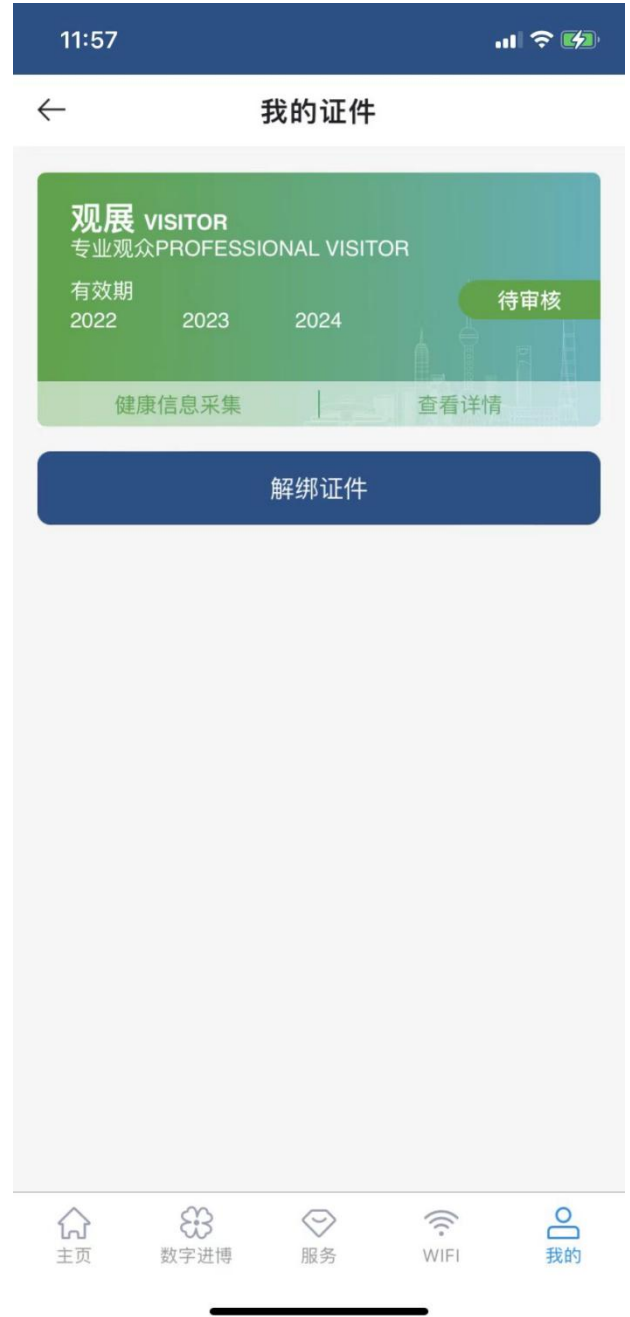 11:57
我的证件
观展 VISITOR
专业观众PROFESSIONAL VISITOR
有效期
2022 2023 2024
待审核
健康信息采集 查看详情
解绑证件
主页 数字进博 服务 WIFI 我的